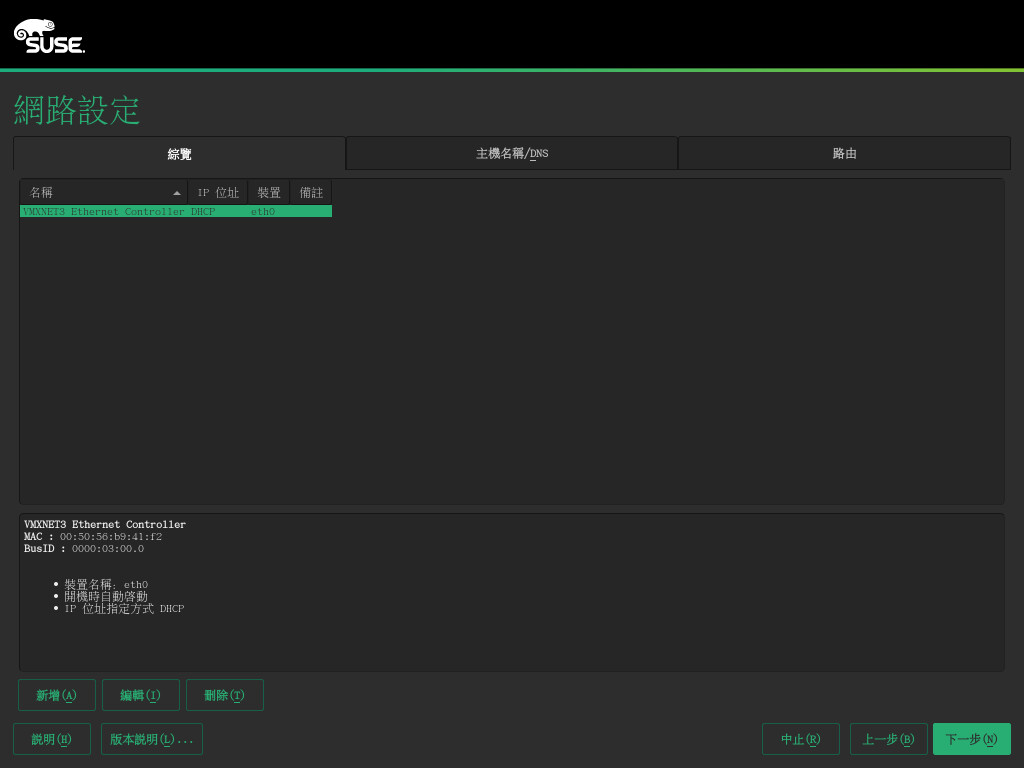 SUSE
網路設定
綜覽 主機名稱/DNS 路由
名稱 IP 位址 裝置 備註
VMXNET3 Ethernet Controller DHCP eth0
VMXNET3 Ethernet Controller
MAC : 00:50:56:b9:41:f2
BusID : 0000:03:00.0
• 裝置名稱: eth0
• 開機時自動啓動
• IP 位址指定方式 DHCP
新增(A) 編輯(I) 刪除(T)
說明(H) 版本說明(L)... 中止(R) 上一步(B) 下一步(N)